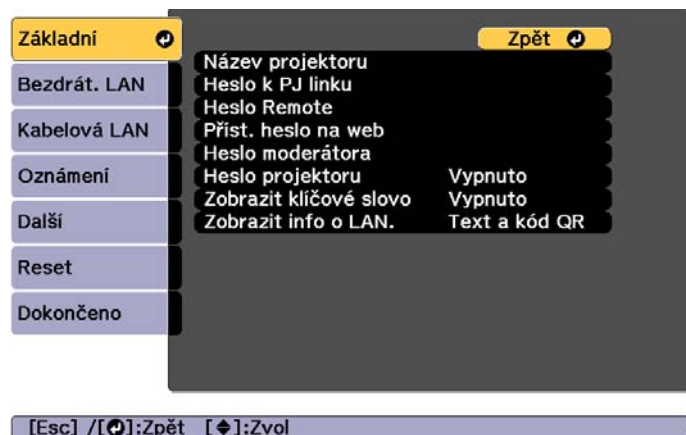 Základní
Bezdrát. LAN
Kabelová LAN
Oznámení
Další
Reset
Dokončeno
Zpět
Název projektoru
Heslo k PJ linku
Heslo Remote
Příst. heslo na web
Heslo moderátora
Heslo projektoru Vypnuto
Zobrazit klíčové slovo Vypnuto
Zobrazit info o LAN. Text a kód QR
[Esc] /[⏎]:Zpět [◆]:Zvol